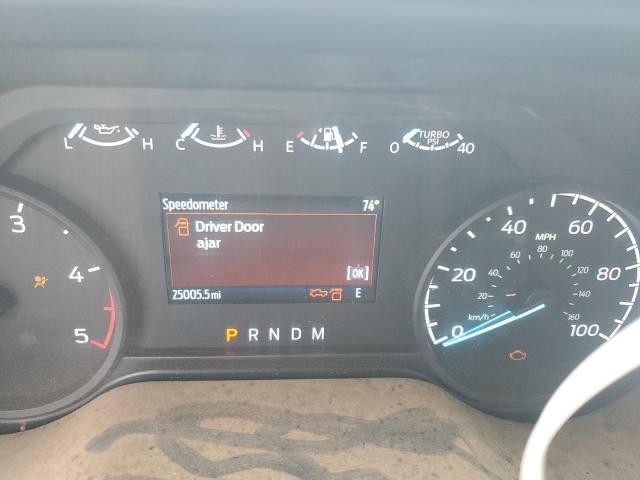 L H C H E F 0 TURBO PSI 40
Speedometer 74°
Driver Door
ajar
[OK]
25005.5 mi E
P R N D M
3
4
5
0 20 40 60 80 100
MPH
km/h 20 40 60 80 100 120 140 160